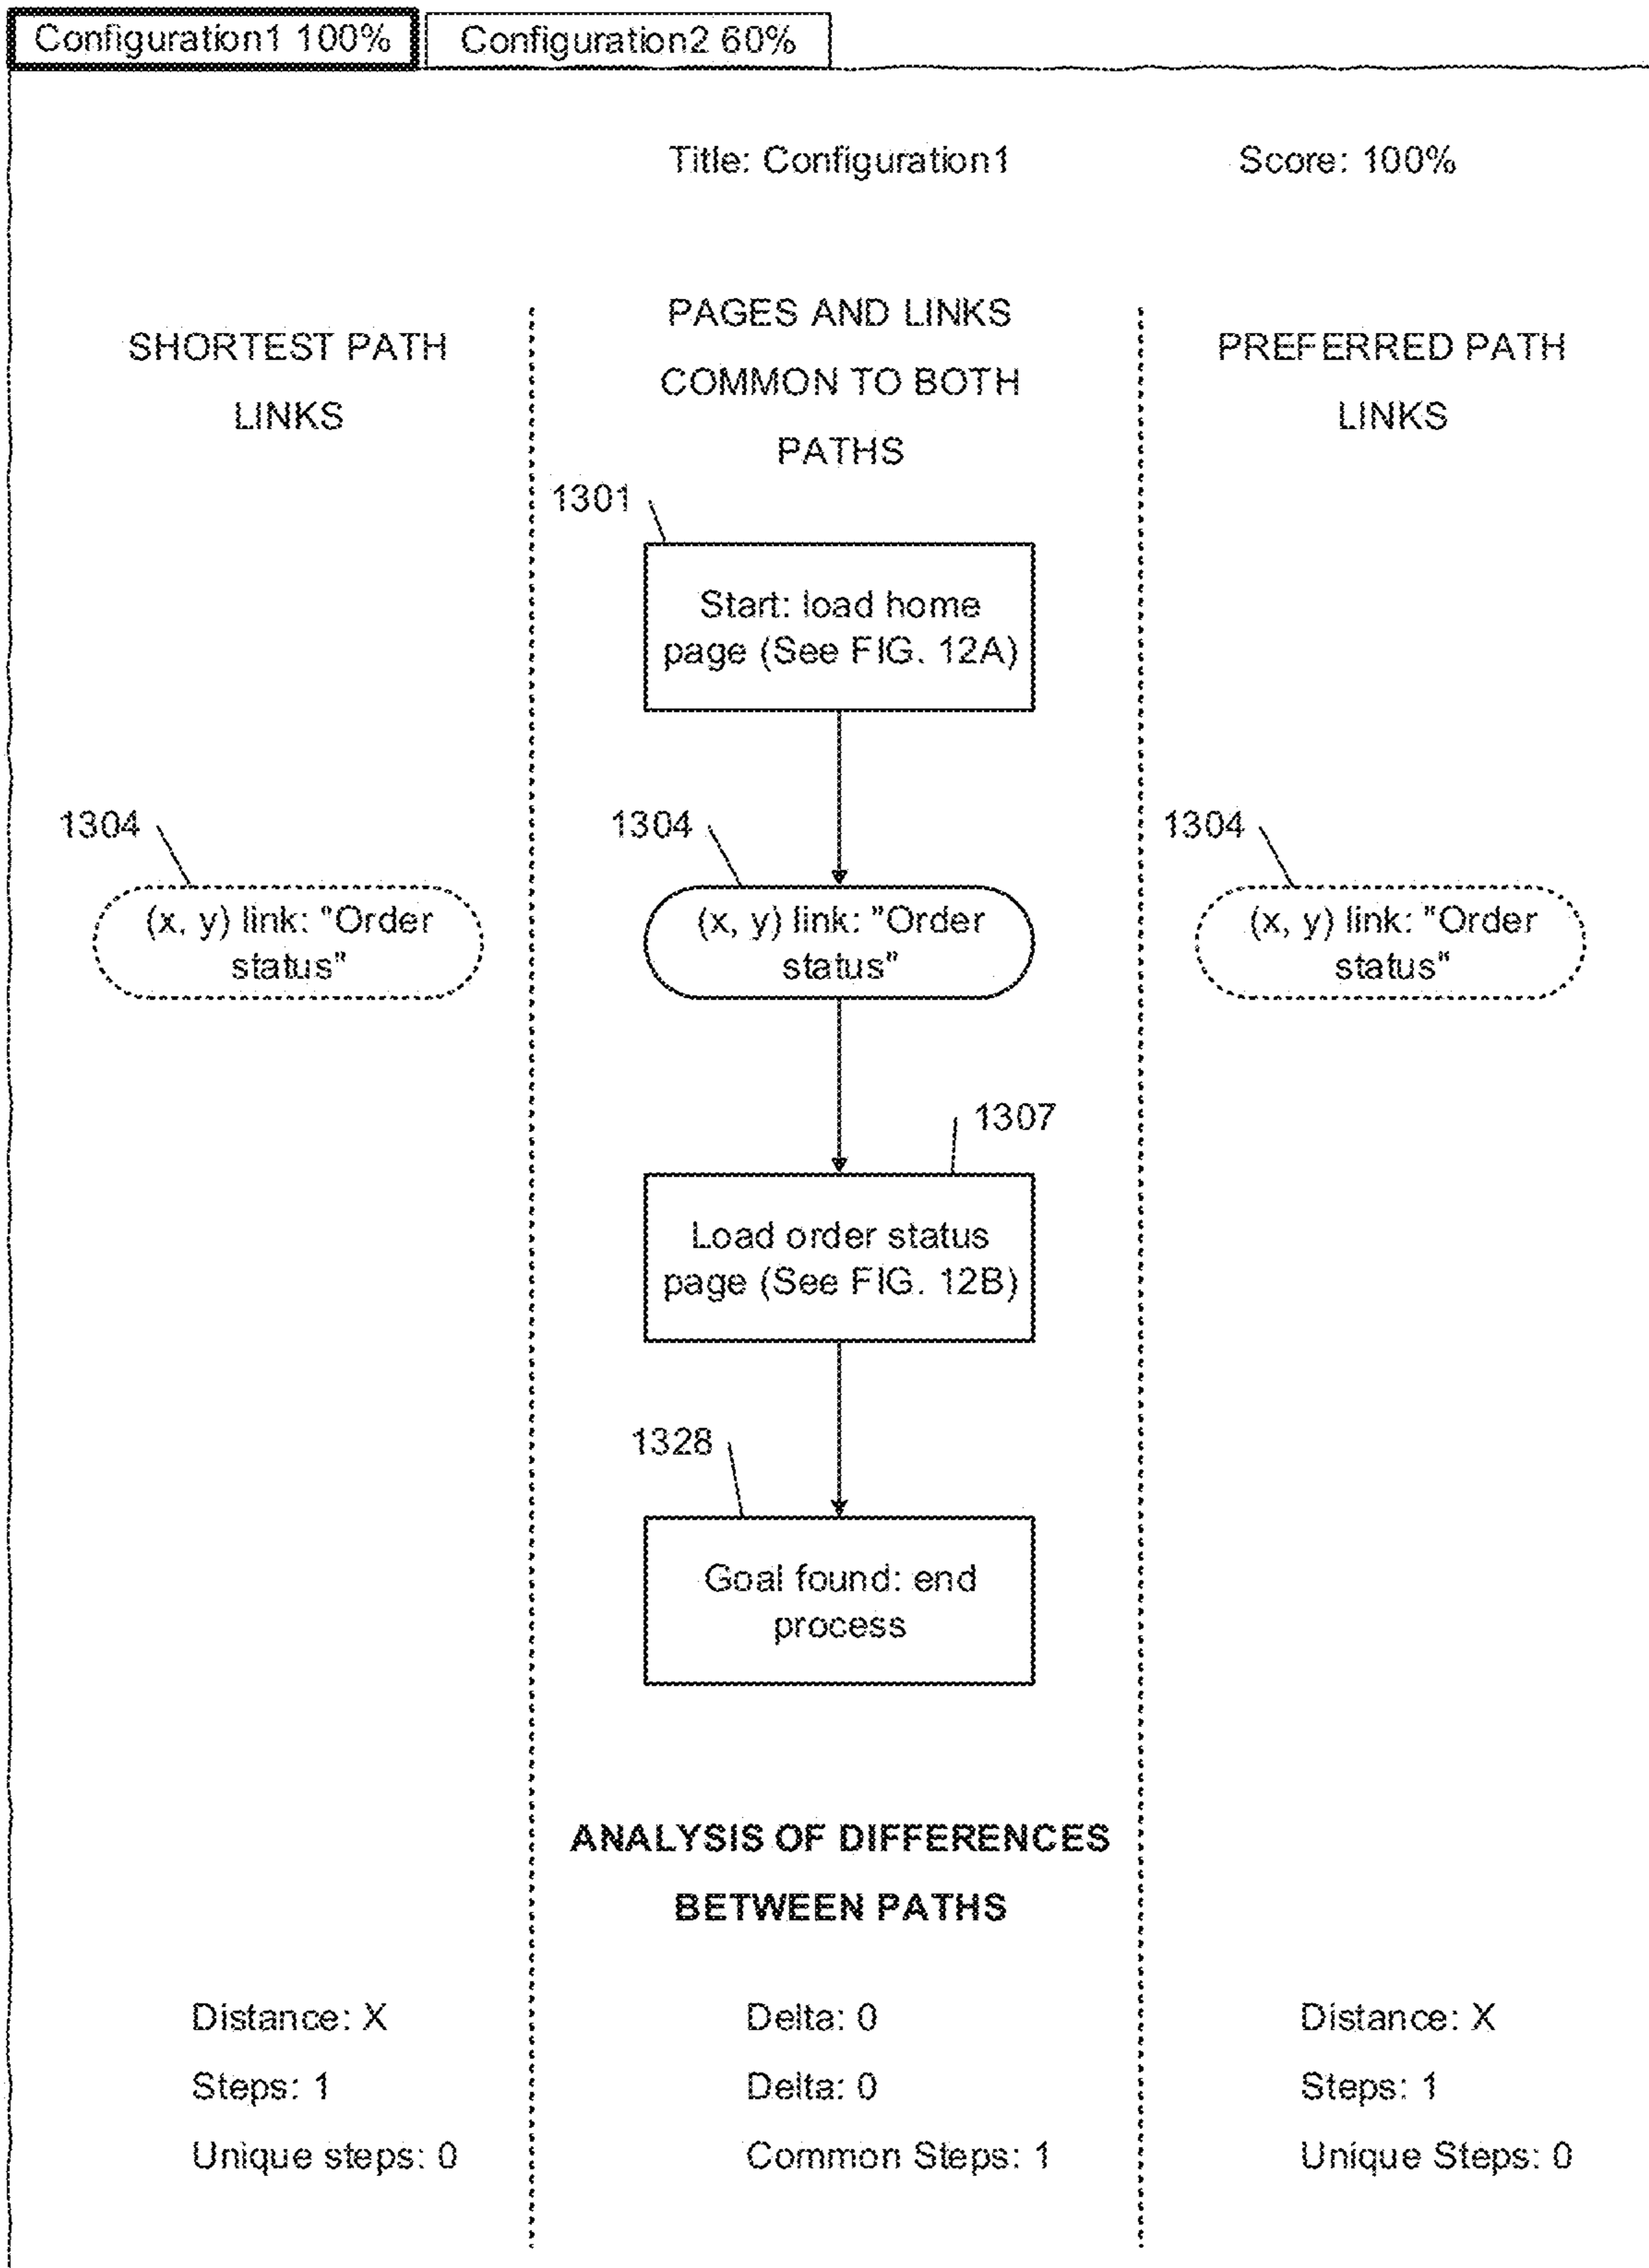 Configuration1 100%
Configuration2 60%
Title: Configuration1
Score: 100%
SHORTEST PATH
LINKS
PAGES AND LINKS
COMMON TO BOTH
PATHS
PREFERRED PATH
LINKS
1301
Start: load home
page (See FIG. 12A)
1304
(x, y) link: "Order
status"
1304
(x, y) link: "Order
status"
1304
(x, y) link: "Order
status"
1307
Load order status
page (See FIG. 12B)
1328
Goal found: end
process
ANALYSIS OF DIFFERENCES
BETWEEN PATHS
Distance: X
Delta: 0
Distance: X
Steps: 1
Delta: 0
Steps: 1
Unique steps: 0
Common Steps: 1
Unique Steps: 0